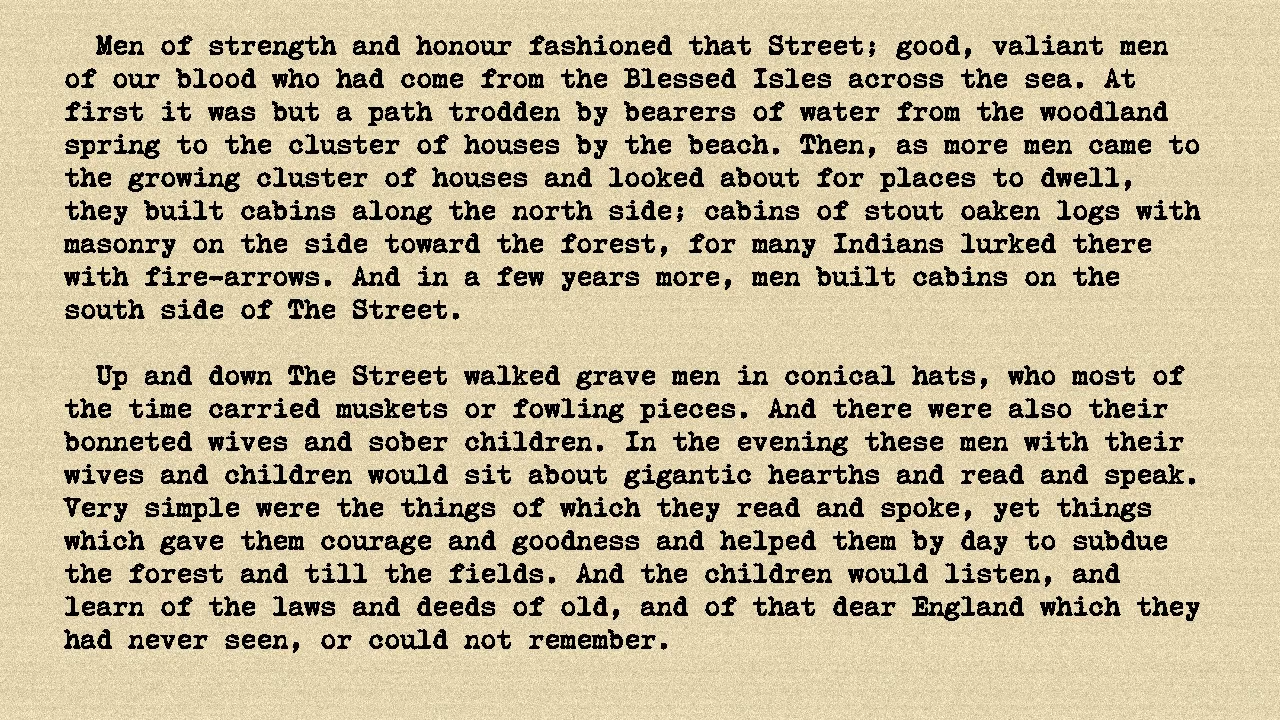 Men of strength and honour fashioned that Street; good, valiant men
of our blood who had come from the Blessed Isles across the sea. At
first it was but a path trodden by bearers of water from the woodland
spring to the cluster of houses by the beach. Then, as more men came to
the growing cluster of houses and looked about for places to dwell,
they built cabins along the north side; cabins of stout oaken logs with
masonry on the side toward the forest, for many Indians lurked there
with fire-arrows. And in a few years more, men built cabins on the
south side of The Street.

Up and down The Street walked grave men in conical hats, who most of
the time carried muskets or fowling pieces. And there were also their
bonneted wives and sober children. In the evening these men with their
wives and children would sit about gigantic hearths and read and speak.
Very simple were the things of which they read and spoke, yet things
which gave them courage and goodness and helped them by day to subdue
the forest and till the fields. And the children would listen, and
learn of the laws and deeds of old, and of that dear England which they
had never seen, or could not remember.